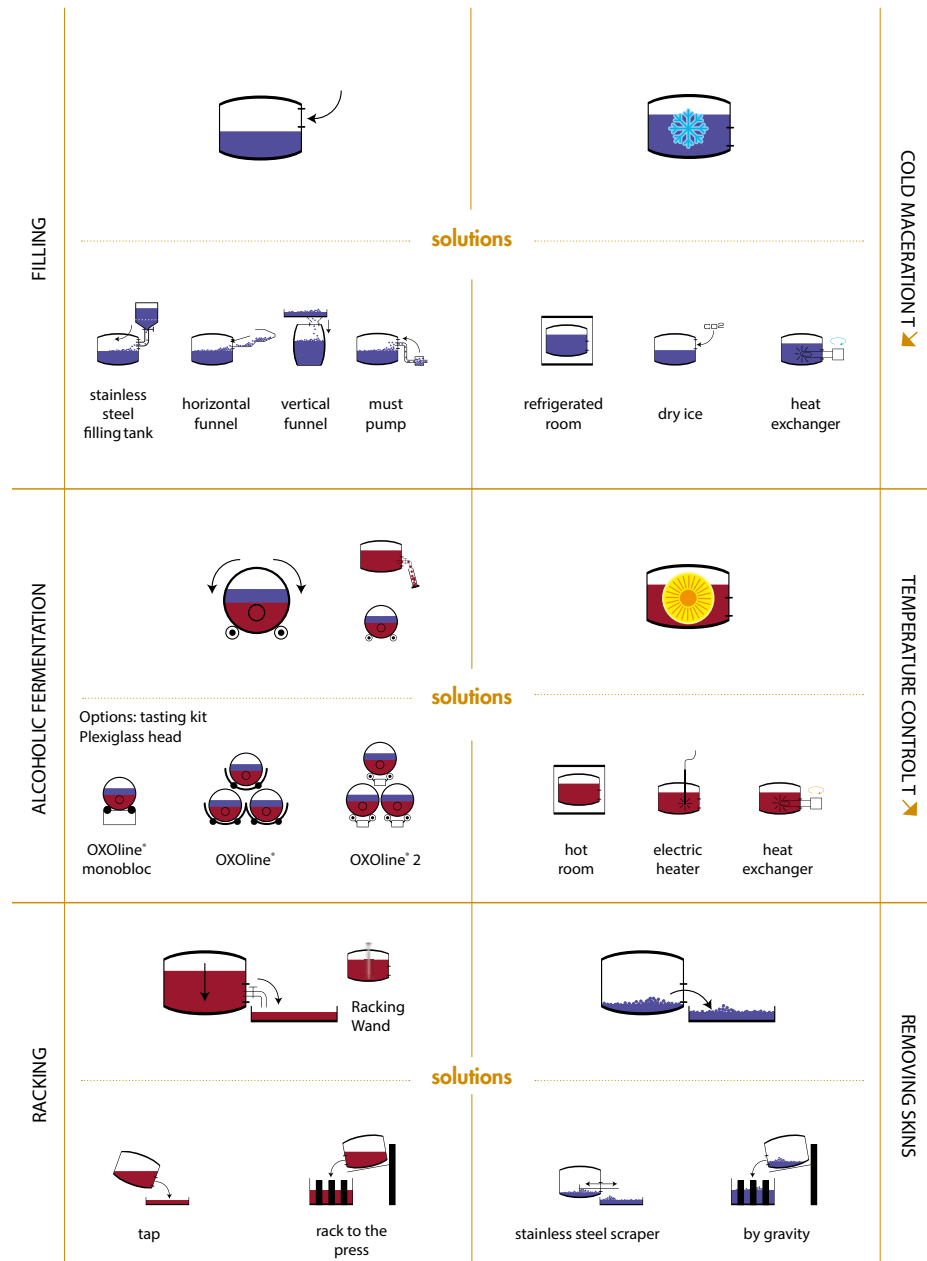 FILLING
COLD MACERATION T
solutions
stainless
steel
filling tank
horizontal
funnel
vertical
funnel
must
pump
CO2
refrigerated
room
dry ice
heat
exchanger
ALCOHOLIC FERMENTATION
TEMPERATURE CONTROL T
solutions
Options: tasting kit
Plexiglass head
OXOline®
monobloc
OXOline®
OXOline® 2
hot
room
electric
heater
heat
exchanger
RACKING
REMOVING SKINS
Racking
Wand
solutions
tap
rack to the
press
stainless steel scraper
by gravity